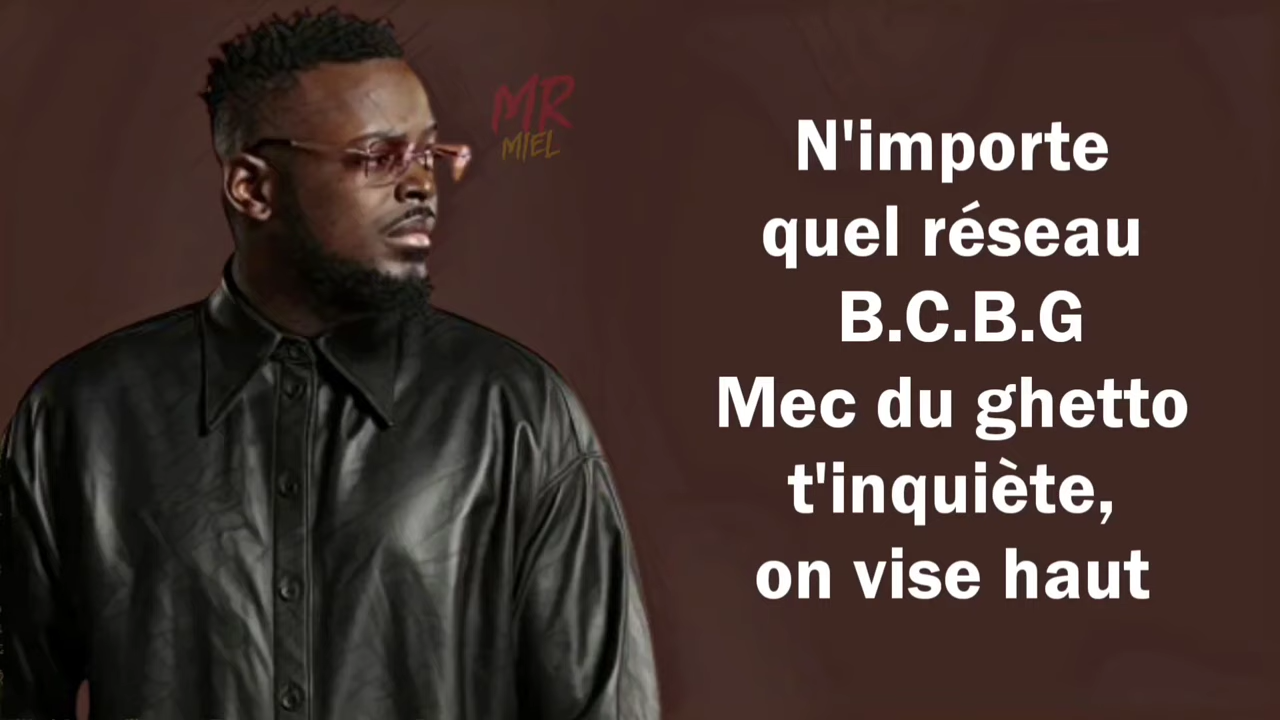 MR
MIEL
N'importe
quel réseau
B.C.B.G
Mec du ghetto
t'inquiète,
on vise haut